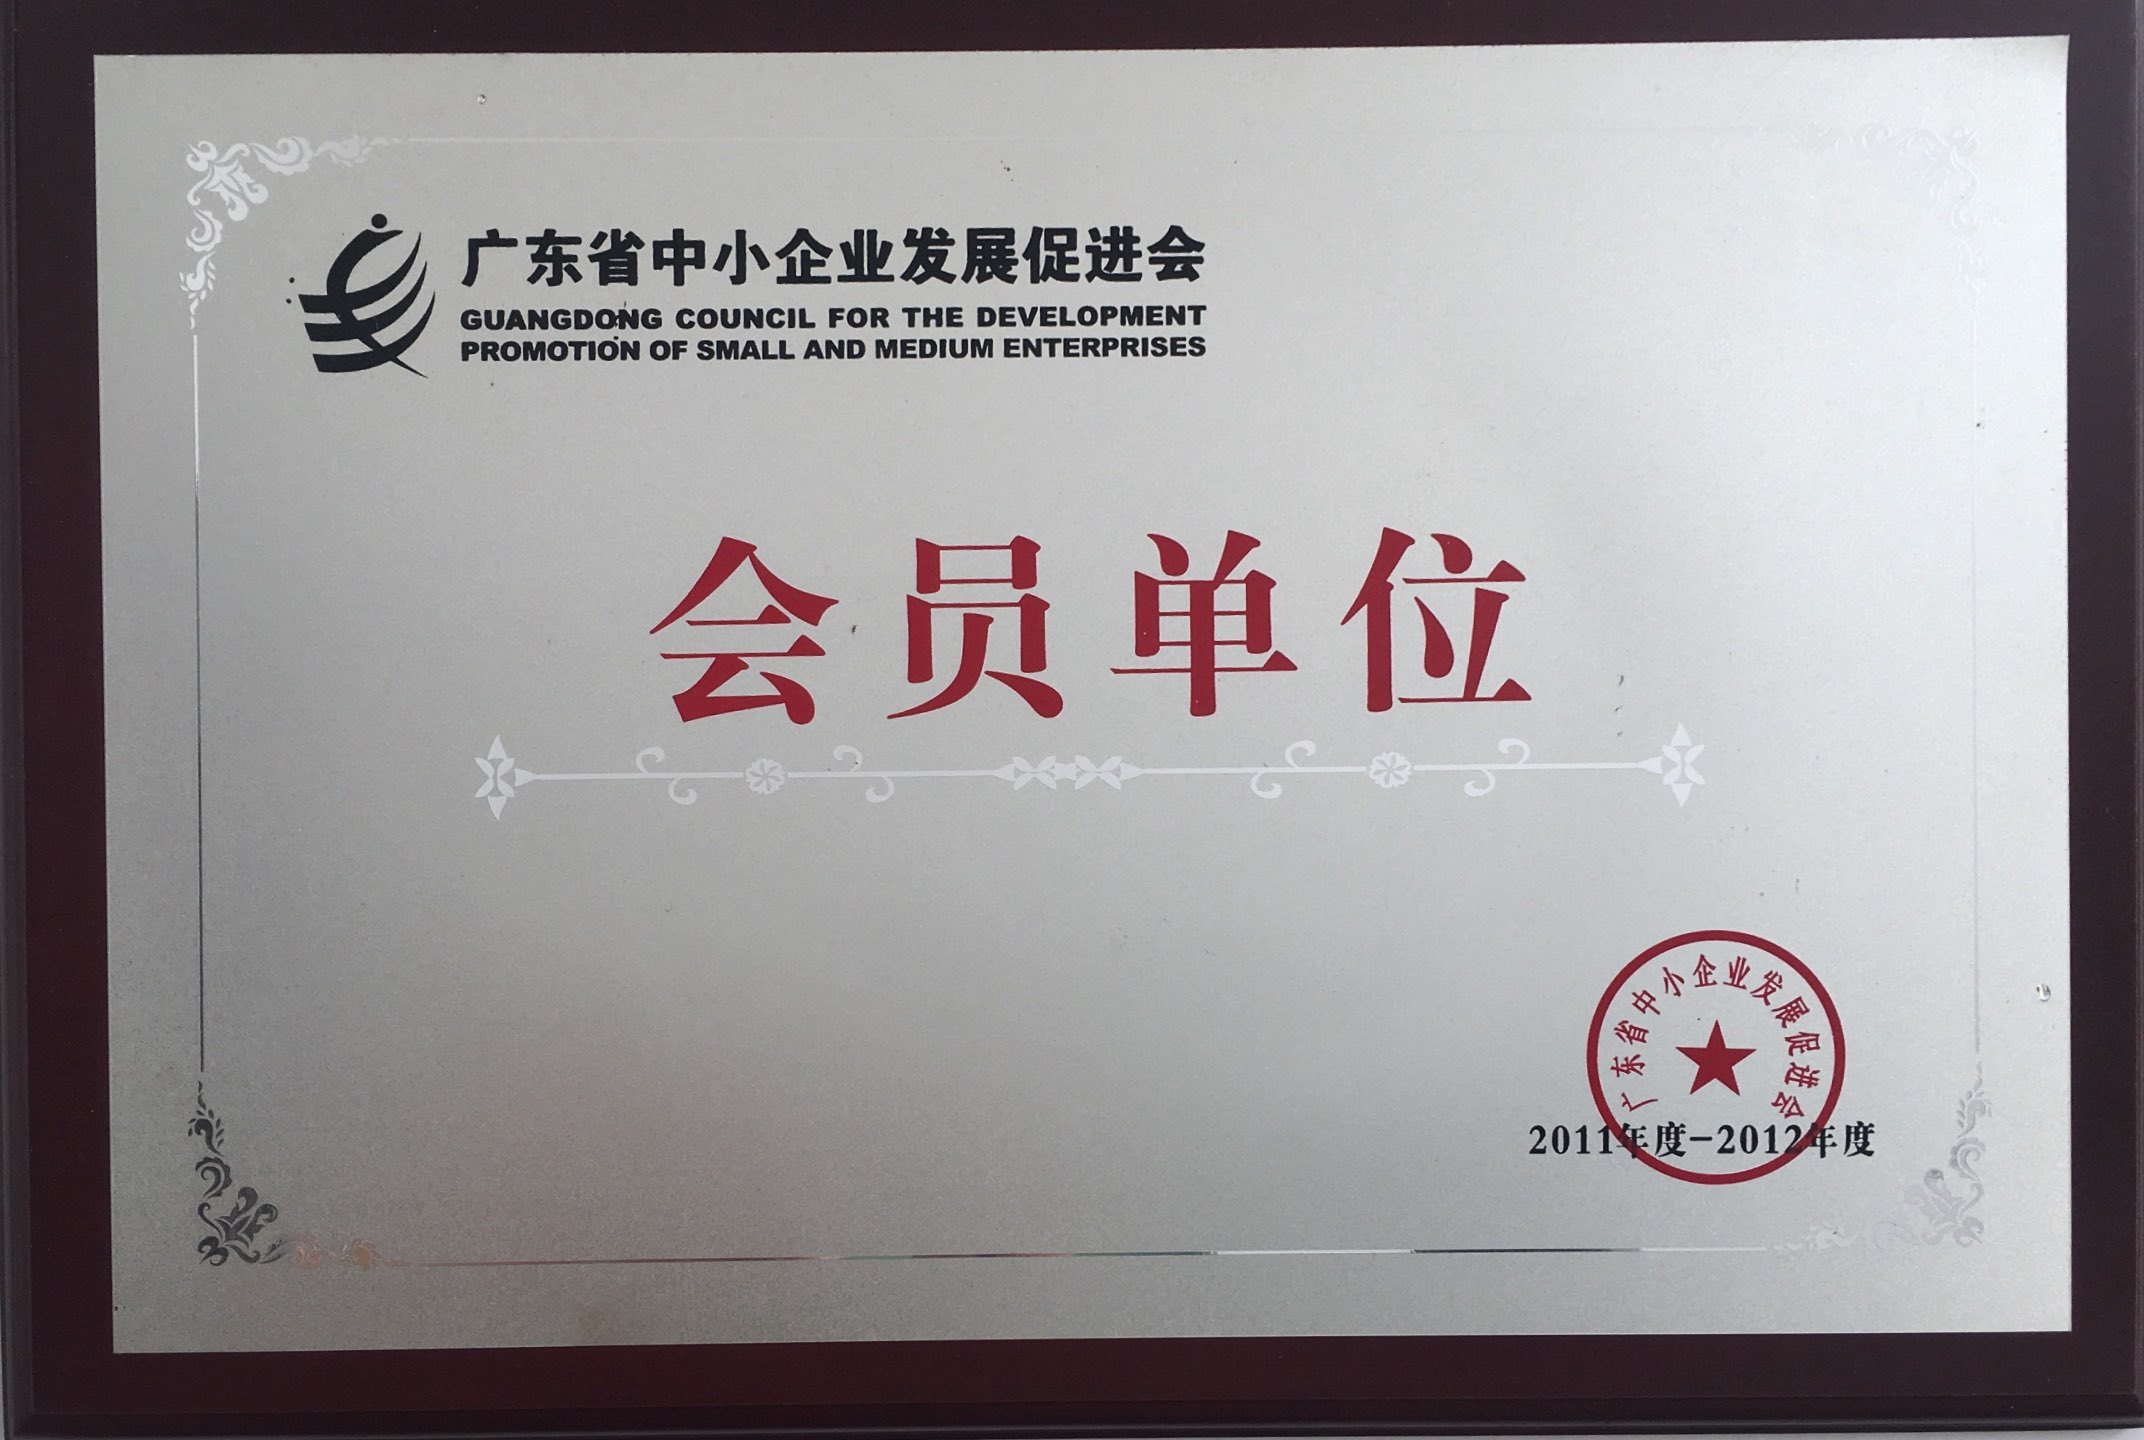 广东省中小企业发展促进会
GUANGDONG COUNCIL FOR THE DEVELOPMENT
PROMOTION OF SMALL AND MEDIUM ENTERPRISES
会员单位
广东省中小企业发展促进会
2011年度-2012年度